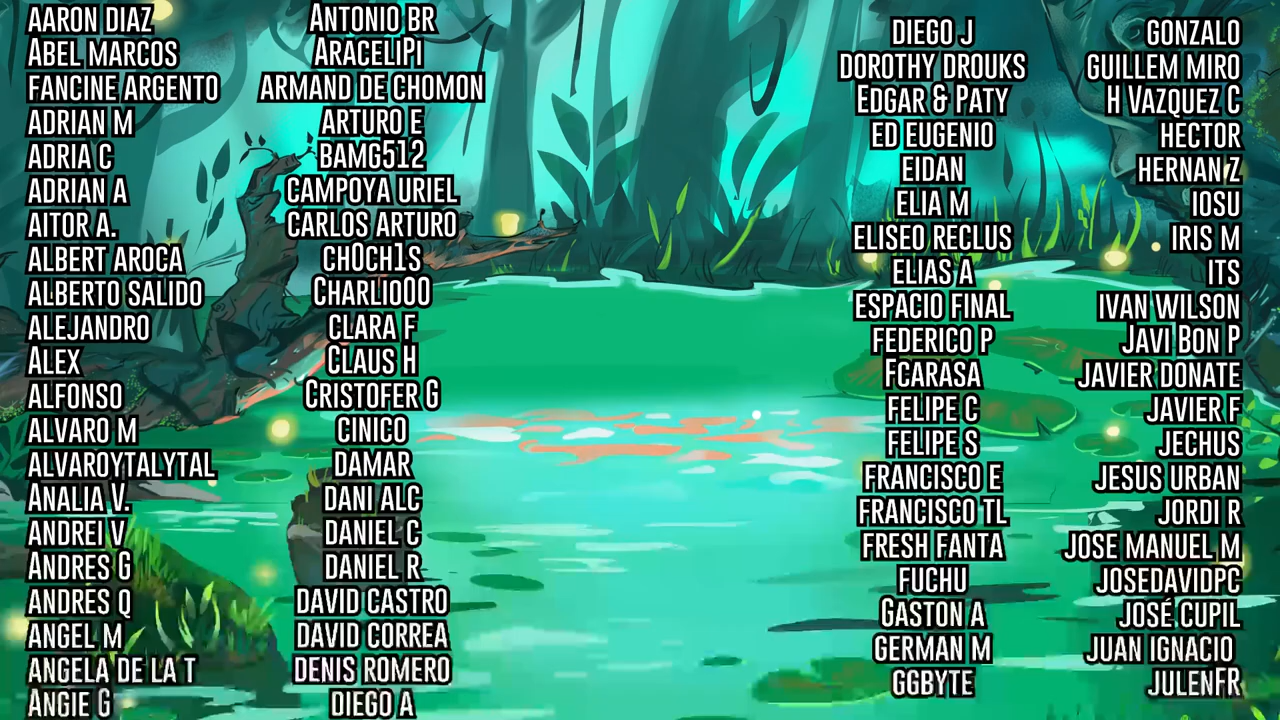 AARON DIAZ
ABEL MARCOS
FANCINE ARGENTO
ADRIAN M
ADRIA C
ADRIAN A
AITOR A.
ALBERT AROCA
ALBERTO SALIDO
ALEJANDRO
ALEX
ALFONSO
ALVARO M
ALVAROYTALYTAL
ANALIA V.
ANDREI V
ANDRES G
ANDRES Q
ANGEL M
ANGELA DE LA T
ANGIE G
ANTONIO BR
ARACELIPI
ARMAND DE CHOMON
ARTURO E
BAMG512
CAMPOYA URIEL
CARLOS ARTURO
CH0CH1S
CHARLIO00
CLARA F
CLAUS H
CRISTOFER G
CINICO
DAMAR
DANI ALC
DANIEL C
DANIEL R
DAVID CASTRO
DAVID CORREA
DENIS ROMERO
DIEGO A
DIEGO J
DOROTHY DROUKS
EDGAR & PATY
ED EUGENIO
EIDAN
ELIA M
ELISEO RECLUS
ELIAS A
ESPACIO FINAL
FEDERICO P
FCARASA
FELIPE C
FELIPE S
FRANCISCO E
FRANCISCO TL
FRESH FANTA
FUCHU
GASTON A
GERMAN M
GGBYTE
GONZALO
GUILLEM MIRO
H VAZQUEZ C
HECTOR
HERNAN Z
IOSU
IRIS M
ITS
IVAN WILSON
JAVI BON P
JAVIER DONATE
JAVIER F
JECHUS
JESUS URBAN
JORDI R
JOSE MANUEL M
JOSEDAVIDPC
JOSÉ CUPIL
JUAN IGNACIO
JULENFR